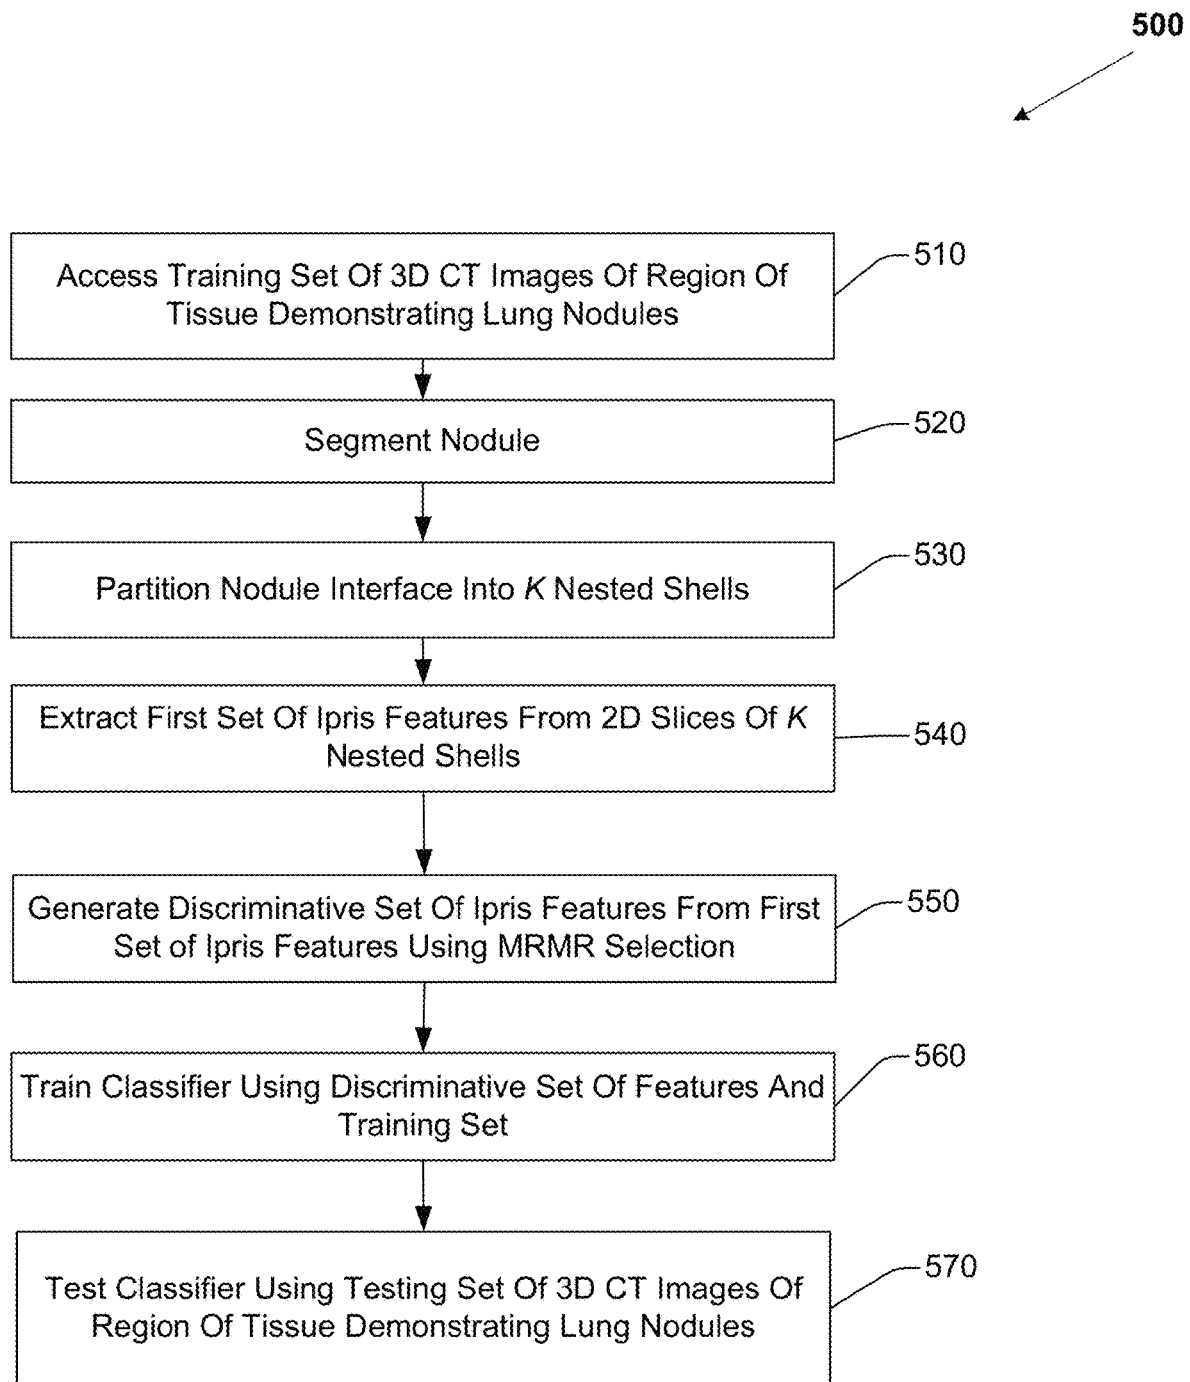 500
Access Training Set Of 3D CT Images Of Region Of
Tissue Demonstrating Lung Nodules
510
Segment Nodule
520
Partition Nodule Interface Into K Nested Shells
530
Extract First Set Of Ipris Features From 2D Slices Of K
Nested Shells
540
Generate Discriminative Set Of Ipris Features From First
Set of Ipris Features Using MRMR Selection
550
Train Classifier Using Discriminative Set Of Features And
Training Set
560
Test Classifier Using Testing Set Of 3D CT Images Of
Region Of Tissue Demonstrating Lung Nodules
570